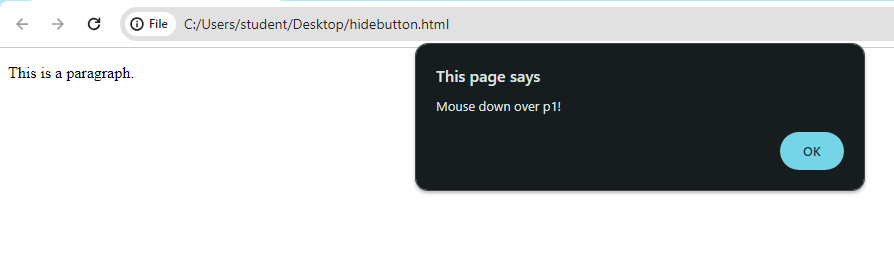 File C:/Users/student/Desktop/hidebutton.html
This is a paragraph.
This page says
Mouse down over p1!
OK